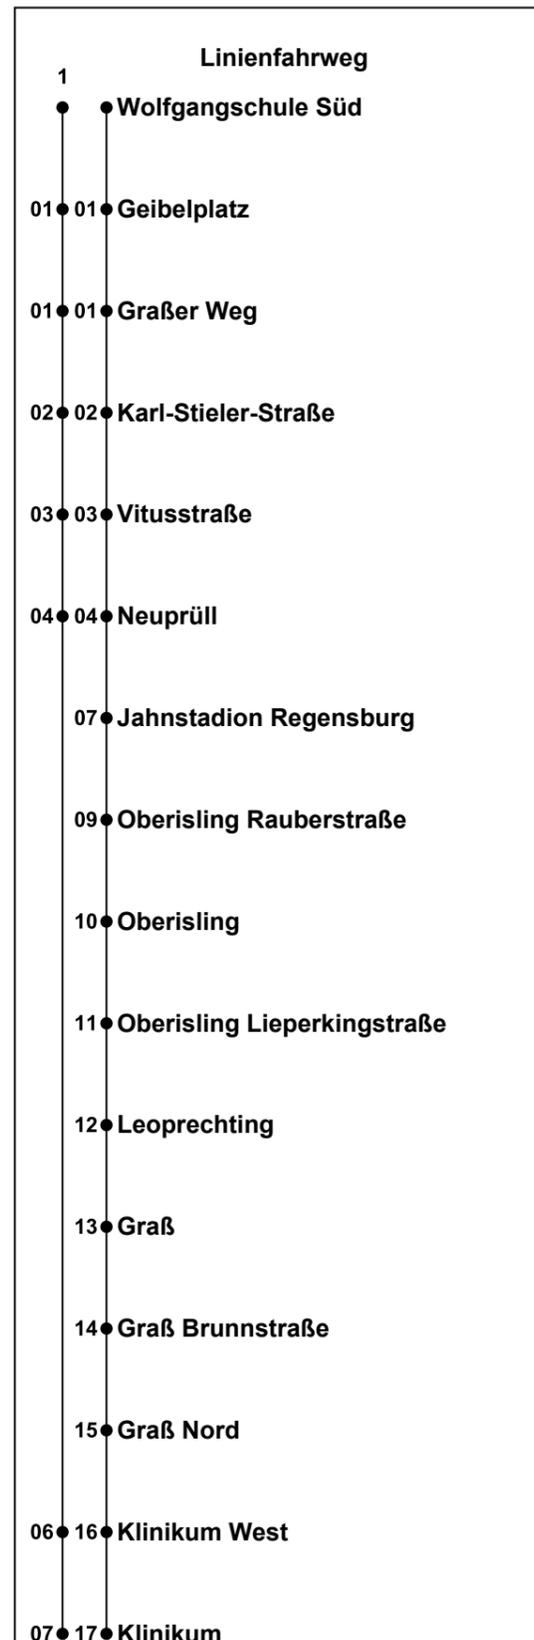 Linienfahrweg
1
Wolfgangschule Süd
01 01 Geibelplatz
01 01 Graßer Weg
02 02 Karl-Stieler-Straße
03 03 Vitusstraße
04 04 Neuprüll
07 Jahnstadion Regensburg
09 Oberisling Rauberstraße
10 Oberisling
11 Oberisling Lieperkingstraße
12 Leoprechting
13 Graß
14 Graß Brunnstraße
15 Graß Nord
06 16 Klinikum West
07 17 Klinikum